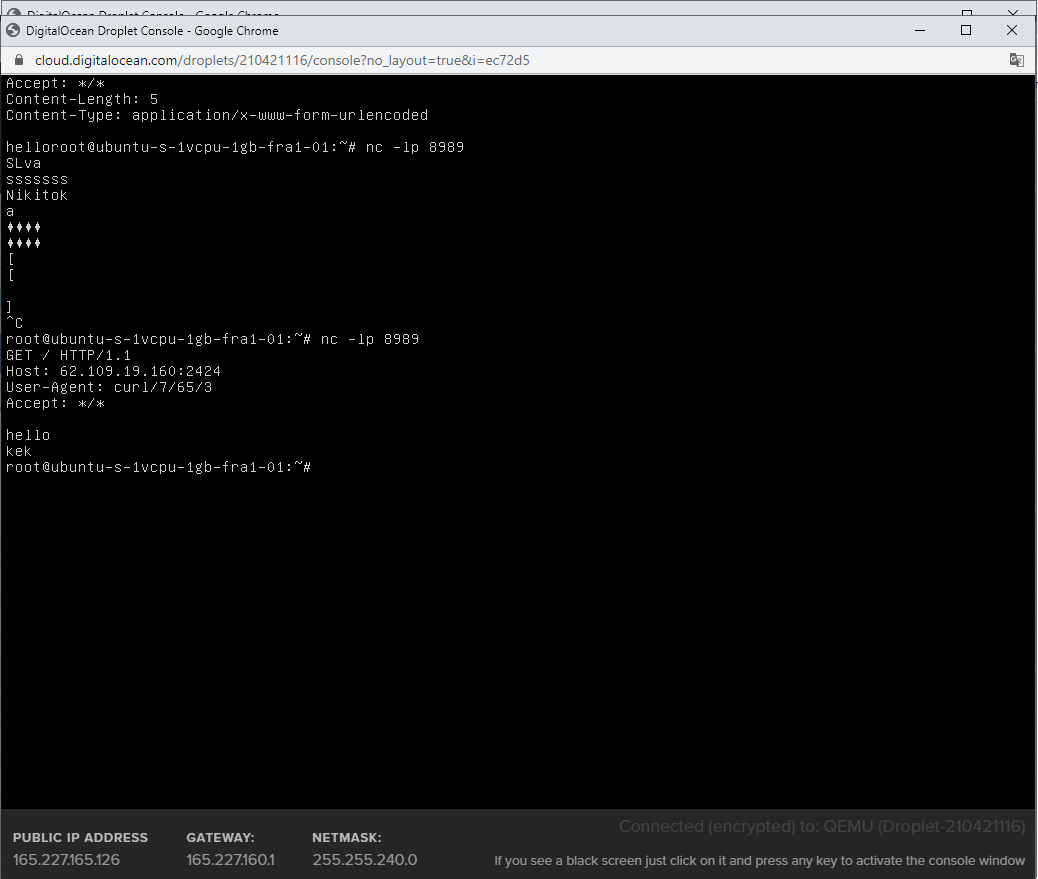 DigitalOcean Droplet Console - Google Chrome
DigitalOcean Droplet Console - Google Chrome
cloud.digitalocean.com/droplets/210421116/console?no_layout=true&i=ec72d5
Accept: */*
Content-Length: 5
Content-Type: application/x-www-form-urlencoded
helloroot@ubuntu-s-1vcpu-1gb-fra1-01:~# nc -lp 8989
SLva
sssssss
Nikitok
a
♦♦♦♦
♦♦♦♦
[
[
]
^C
root@ubuntu-s-1vcpu-1gb-fra1-01:~# nc -lp 8989
GET / HTTP/1.1
Host: 62.109.19.160:2424
User-Agent: curl/7/65/3
Accept: */*
hello
kek
root@ubuntu-s-1vcpu-1gb-fra1-01:~#
Connected (encrypted) to: QEMU (Droplet-210421116)
PUBLIC IP ADDRESS GATEWAY: NETMASK:
165.227.165.126 165.227.160.1 255.255.240.0
If you see a black screen just click on it and press any key to activate the console window